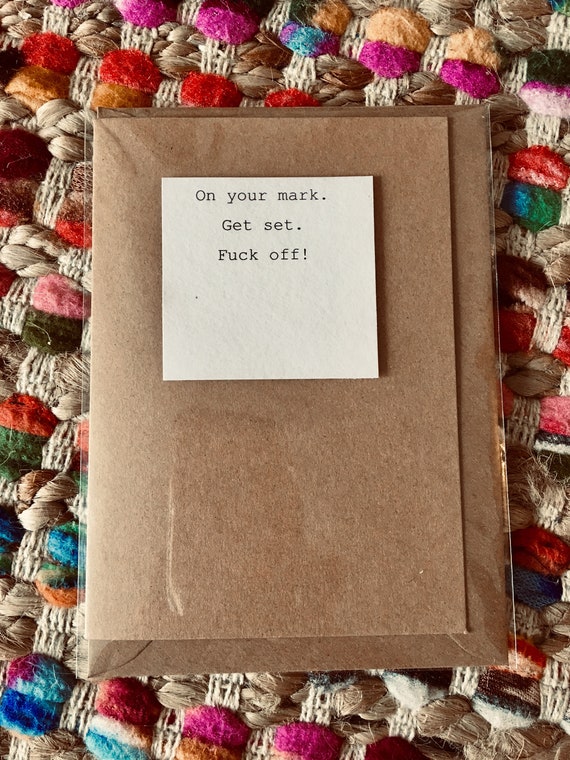 On your mark.
Get set.
Fuck off!